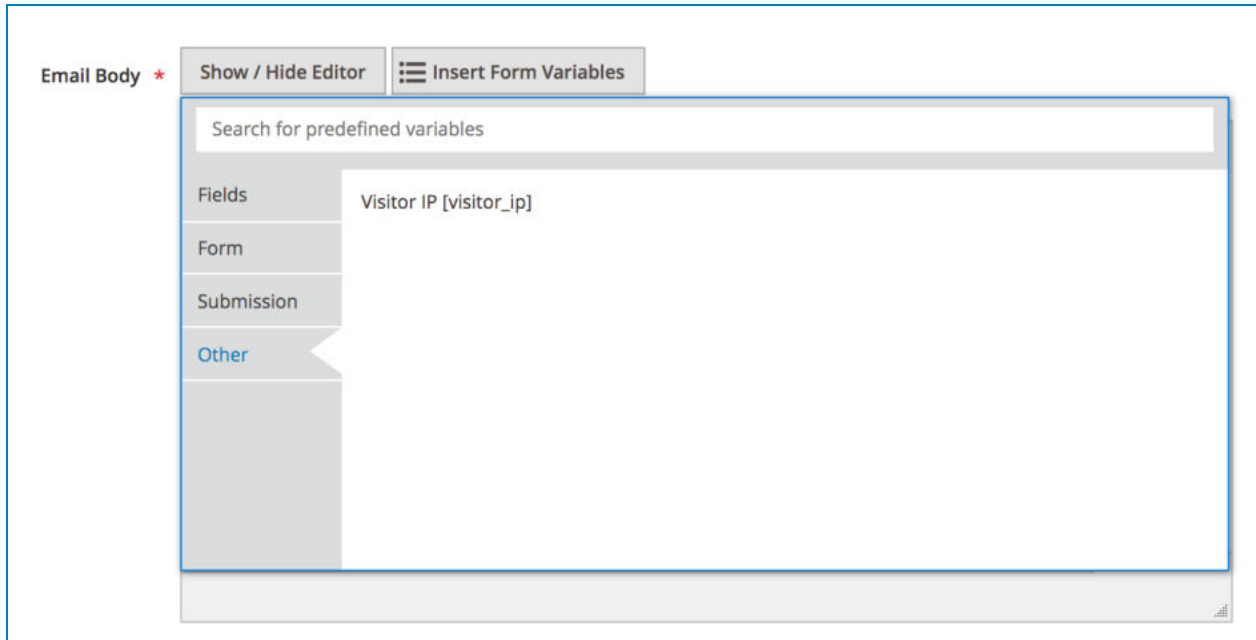 Email Body * Show / Hide Editor Insert Form Variables
Search for predefined variables
Fields
Visitor IP [visitor_ip]
Form
Submission
Other